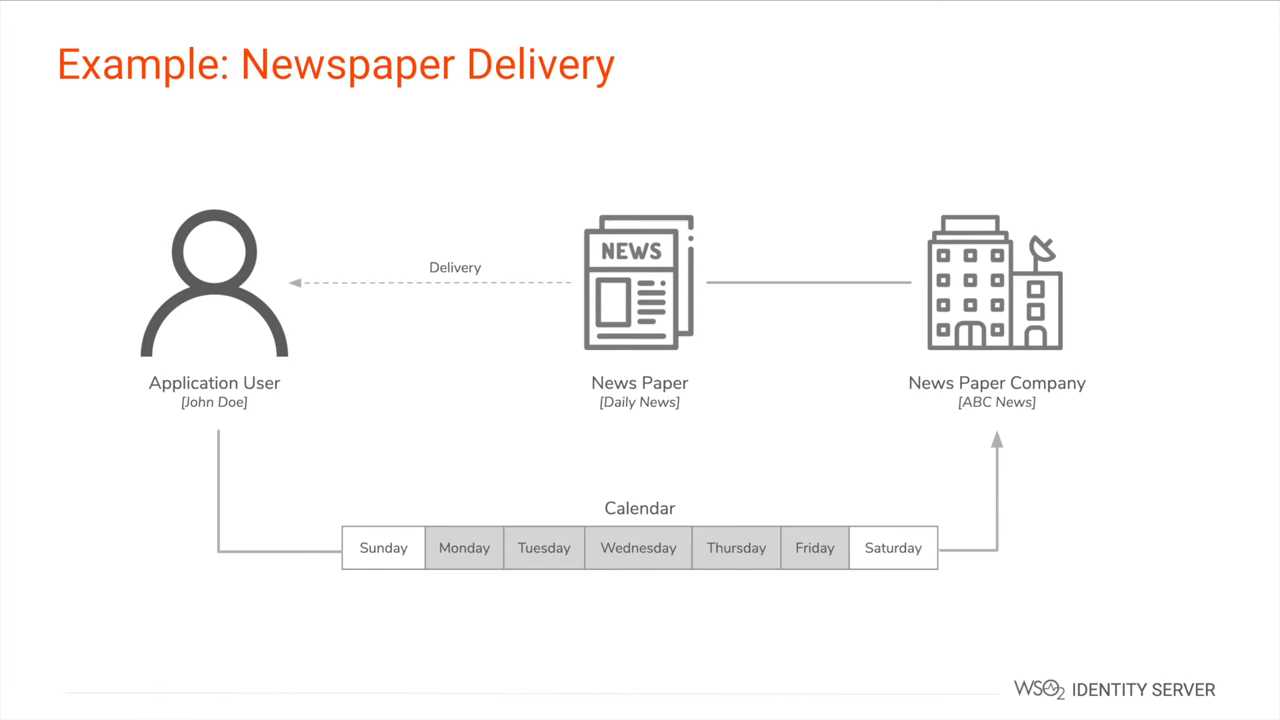 Example: Newspaper Delivery
Delivery
NEWS
Application User
[John Doe]
News Paper
[Daily News]
News Paper Company
[ABC News]
Calendar
Sunday Monday Tuesday Wednesday Thursday Friday Saturday
WSO2 IDENTITY SERVER